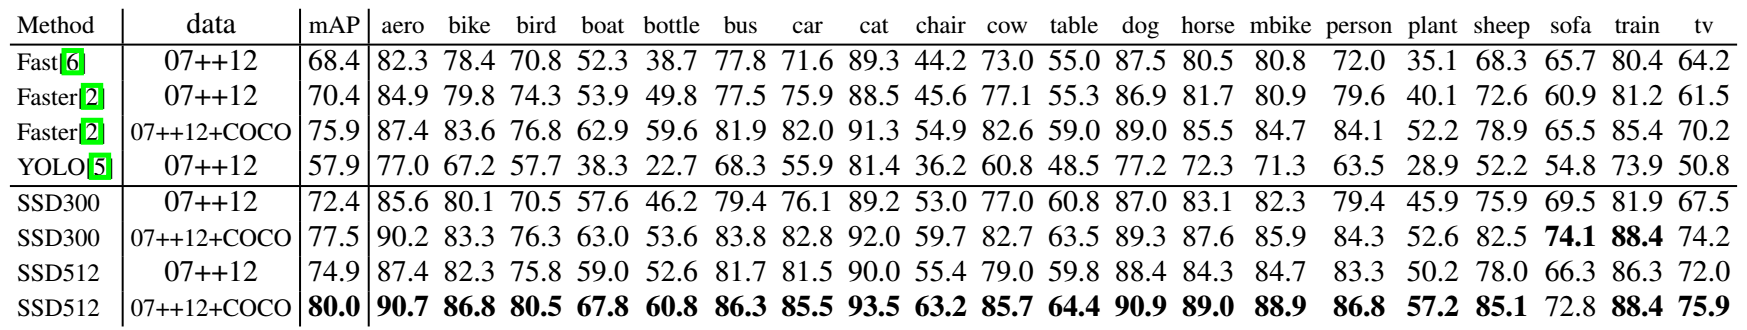 Method data mAP aero bike bird boat bottle bus car cat chair cow table dog horse mbike person plant sheep sofa train tv
Fast[6] 07++12 68.4 82.3 78.4 70.8 52.3 38.7 77.8 71.6 89.3 44.2 73.0 55.0 87.5 80.5 80.8 72.0 35.1 68.3 65.7 80.4 64.2
Faster[2] 07++12 70.4 84.9 79.8 74.3 53.9 49.8 77.5 75.9 88.5 45.6 77.1 55.3 86.9 81.7 80.9 79.6 40.1 72.6 60.9 81.2 61.5
Faster[2] 07++12+COCO 75.9 87.4 83.6 76.8 62.9 59.6 81.9 82.0 91.3 54.9 82.6 59.0 89.0 85.5 84.7 84.1 52.2 78.9 65.5 85.4 70.2
YOLO[5] 07++12 57.9 77.0 67.2 57.7 38.3 22.7 68.3 55.9 81.4 36.2 60.8 48.5 77.2 72.3 71.3 63.5 28.9 52.2 54.8 73.9 50.8
SSD300 07++12 72.4 85.6 80.1 70.5 57.6 46.2 79.4 76.1 89.2 53.0 77.0 60.8 87.0 83.1 82.3 79.4 45.9 75.9 69.5 81.9 67.5
SSD300 07++12+COCO 77.5 90.2 83.3 76.3 63.0 53.6 83.8 82.8 92.0 59.7 82.7 63.5 89.3 87.6 85.9 84.3 52.6 82.5 74.1 88.4 74.2
SSD512 07++12 74.9 87.4 82.3 75.8 59.0 52.6 81.7 81.5 90.0 55.4 79.0 59.8 88.4 84.3 84.7 83.3 50.2 78.0 66.3 86.3 72.0
SSD512 07++12+COCO 80.0 90.7 86.8 80.5 67.8 60.8 86.3 85.5 93.5 63.2 85.7 64.4 90.9 89.0 88.9 86.8 57.2 85.1 72.8 88.4 75.9